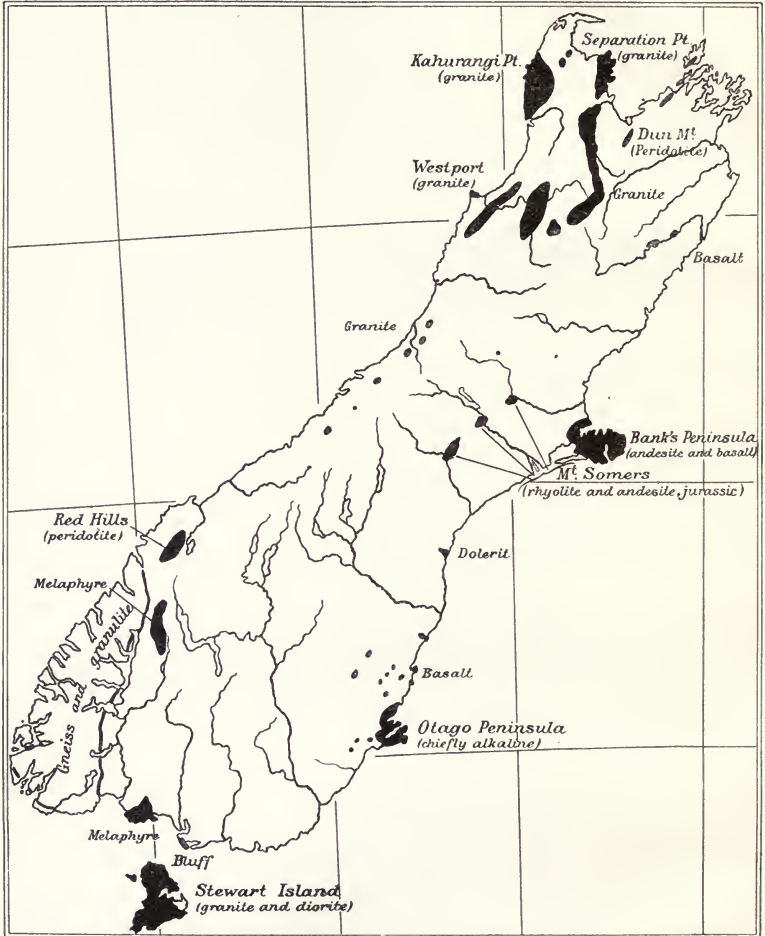 Separation Pt.
(granite)
Kahurangi Pt.
(granite)
Dun Mt
(Peridotite)
Westport
(granite)
Granite
Basalt
Granite
Bank's Peninsula
(andesite and basalt)
Mt Somers
(rhyolite and andesite, jurassic)
Red Hills
(peridotite)
Dolerit
Melaphyre
Gneiss and granulite
Basalt
Otago Peninsula
(chiefly alkaline)
Melaphyre
Bluff
Stewart Island
(granite and diorite)